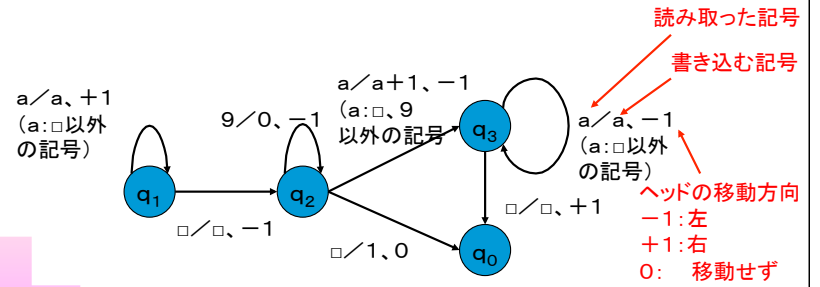 読み取った記号
書き込む記号
a／a、＋1
（a：□以外
の記号）
9／0、－1
a／a＋1、－1
（a：□、9
以外の記号
a／a、－1
（a：□以外
の記号）
q1
q2
q3
q0
□／□、－1
□／1、0
□／□、＋1
ヘッドの移動方向
－1：左
＋1：右
0： 移動せず